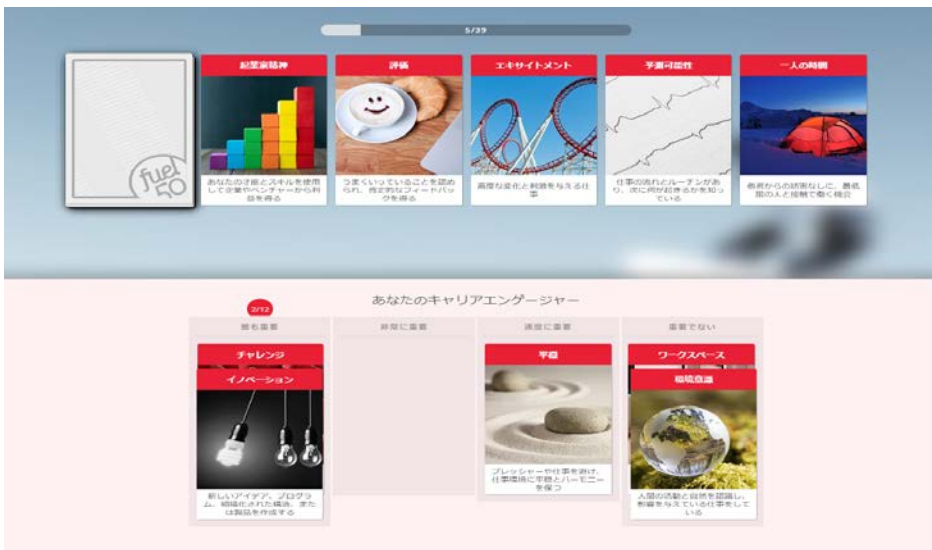 5/39
起業家精神
評価
エキサイトメント
予測可能性
一人の時間
fuel
50
あなたの才能とスキルを使用
して企業やベンチャーから利
益を得る
うまくいっていることを認め
られ、肯定的なフィードバッ
クを得る
高度な変化と刺激を与える仕
事
仕事の流れとルーチンがあ
り、次に何が起きるかを知っ
ている
他者からの妨害なしに、最低
限の人と接触で働く機会
あなたのキャリアエンゲージャー
2/12
最も重要
非常に重要
適度に重要
重要でない
チャレンジ
イノベーション
新しいアイデア、プログラ
ム、組織化された構造、また
は製品を作成する
平穏
プレッシャーや仕事を避け、
仕事環境に平穏とハーモニー
を保つ
ワークスペース
環境意識
人間の活動と自然を認識し、
影響を与えている仕事をして
いる